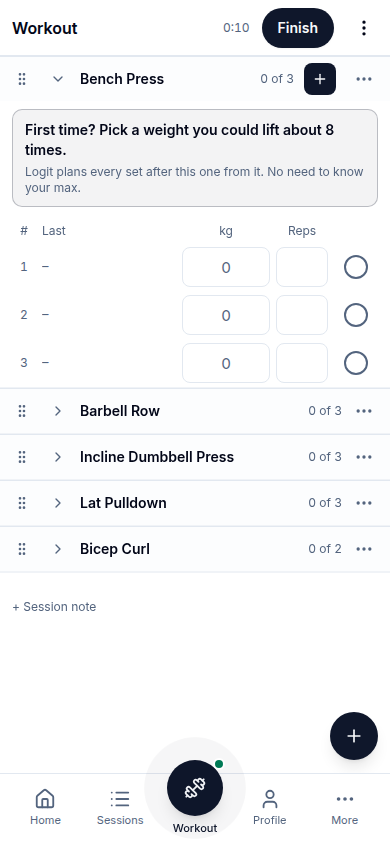 Workout
0:10
Finish
Bench Press
0 of 3
First time? Pick a weight you could lift about 8
times.
Logit plans every set after this one from it. No need to know
your max.
# Last kg Reps
1 – 0
2 – 0
3 – 0
Barbell Row
0 of 3
Incline Dumbbell Press
0 of 3
Lat Pulldown
0 of 3
Bicep Curl
0 of 2
+ Session note
Home
Sessions
Workout
Profile
More